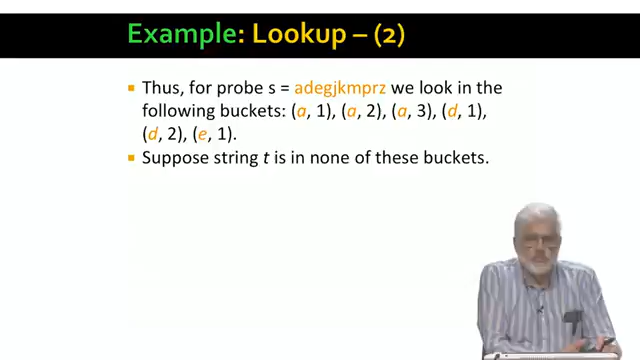 Example: Lookup – (2)
Thus, for probe s = adegjkmprz we look in the
following buckets: (a, 1), (a, 2), (a, 3), (d, 1),
(d, 2), (e, 1).
Suppose string t is in none of these buckets.